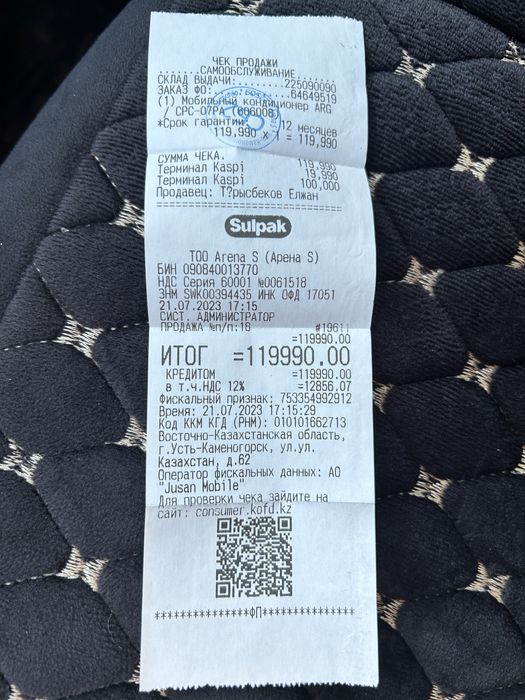 ЧЕК ПРОДАЖИ
.......САМООБСЛУЖИВАНИЕ.......
СКЛАД ВЫДАЧИ: 225090090
ЗАКАЗ ФО: 64649519
(1) Мобильный кондиционер ARG
/ CPC-07PA (606008)
*Срок гарантии: 12 месяцев
119,990 x 1 = 119,990
СУММА ЧЕКА. 119,990
Терминал Kaspi 19,990
Терминал Kaspi 100,000
Продавец: Т?рысбеков Елжан
Sulpak
ТОО Arena S (Арена S)
БИН 090840013770
НДС Серия 60001 №0061518
ЗНМ SWK00394435 ИНК ОФД 17051
21.07.2023 17:15
СИСТ. АДМИНИСТРАТОР
ПРОДАЖА №п/п:18
=119990.00
ИТОГ =119990.00
КРЕДИТОМ =119990.00
в т.ч.НДС 12% =12856.07
Фискальный признак: 753354992912
Время: 21.07.2023 17:15:29
Код ККМ КГД (РНМ): 010101662713
Восточно-Казахстанская область,
г.Усть-Каменогорск, ул.ул.
Казахстан, д.62
Оператор фискальных данных: АО
"Jusan Mobile"
Для проверки чека зайдите на
сайт: consumer.kofd.kz
***************ФП***************